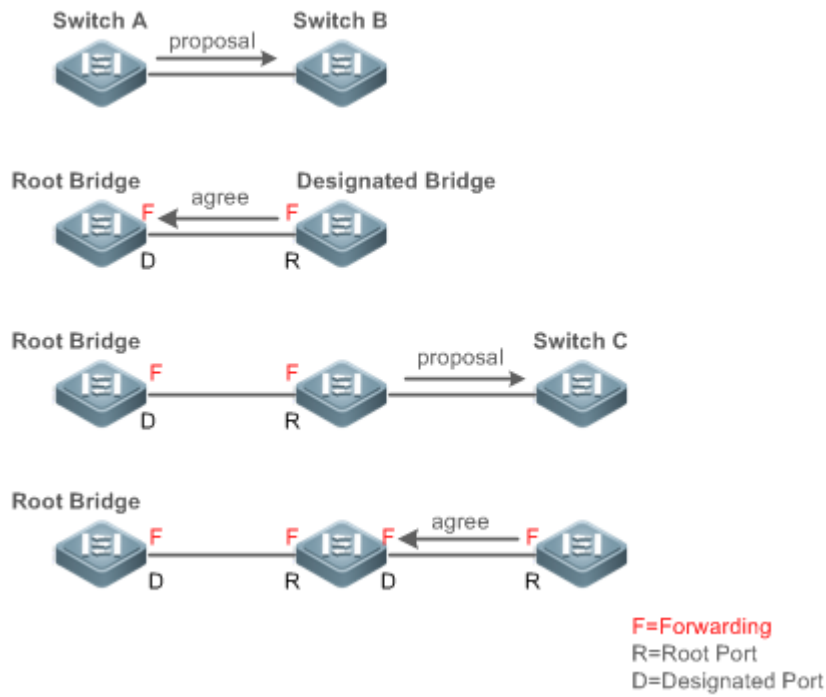 Switch A
Switch B
proposal
Root Bridge
Designated Bridge
F
agree
F
D
R
Root Bridge
Switch C
F
F
proposal
D
R
Root Bridge
F
F
F
agree
F
D
R
D
R
F=Forwarding
R=Root Port
D=Designated Port